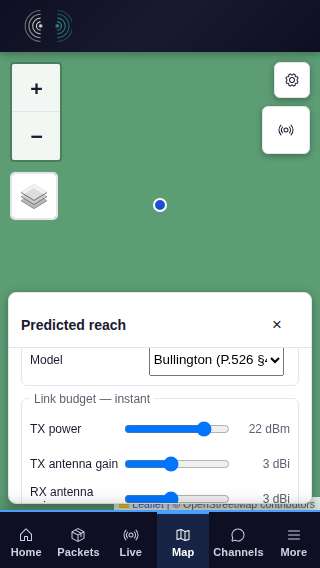 +
−
Predicted reach
×
Model
Bullington (P.526 §4
Link budget — instant
TX power
22 dBm
TX antenna gain
3 dBi
RX antenna
3 dBi
Leaflet | © OpenStreetMap contributors
Home
Packets
Live
Map
Channels
More